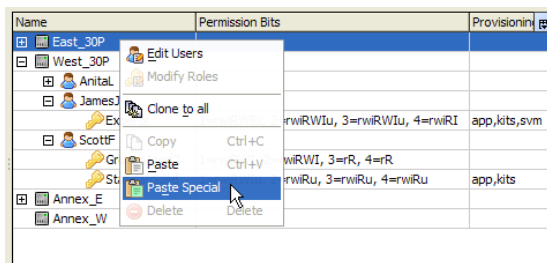 Name Permission Bits Provisioning
East_30P
West_30P
Edit Users
AnitaL
Modify Roles
JamesJ
Clone to all
Ex =rwiRWIu, 3=rwiRWIu, 4=rwiRI app,kits,svm
ScottF
Copy Ctrl+C
Gr wiRWI, 3=rR, 4=rR
Paste Ctrl+V
St =rwiRu, 3=rwiRu, 4=rwiRu app,kits
Paste Special
Annex_E
Delete Delete
Annex_W